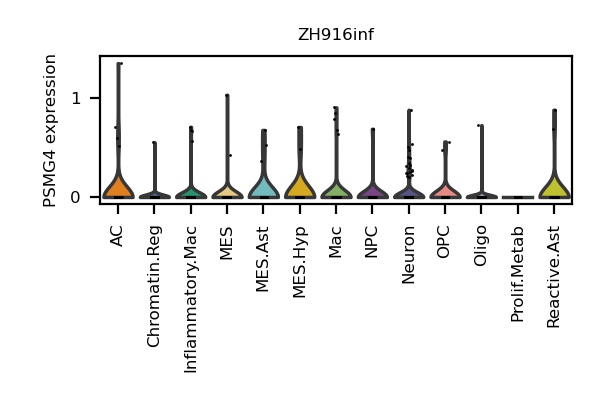 ZH916inf
PSMG4 expression
1
0
AC
Chromatin.Reg
Inflammatory.Mac
MES
MES.Ast
MES.Hyp
Mac
NPC
Neuron
OPC
Oligo
Prolif.Metab
Reactive.Ast